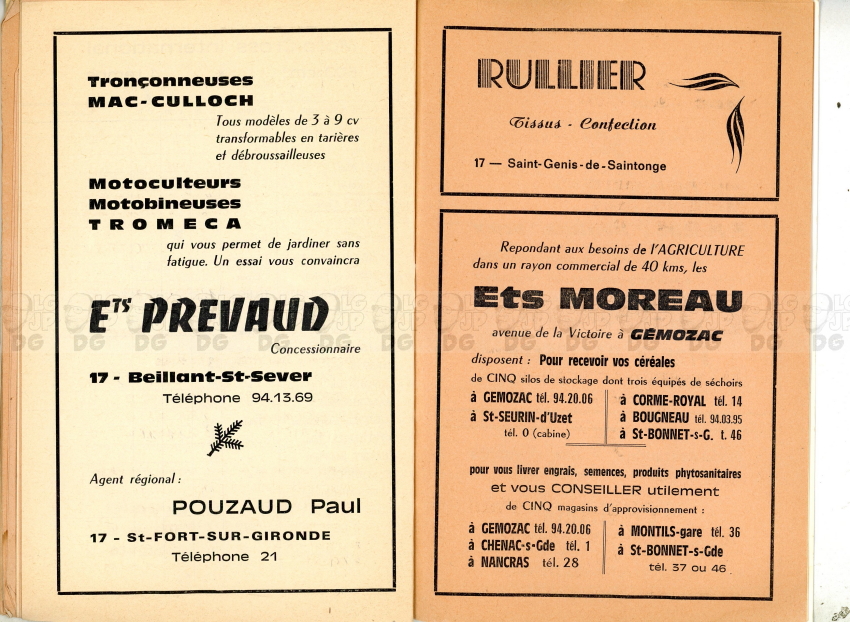 Tronçonneuses
MAC-CULLOCH
Tous modèles de 3 à 9 cv
transformables en tarières
et débroussailleuses
Motoculteurs
Motobineuses
TROMECA
qui vous permet de jardiner sans
fatigue. Un essai vous convaincra
Ets PREVAUD
Concessionnaire
17 - Beillant-St-Sever
Téléphone 94.13.69
Agent régional :
POUZAUD Paul
17 - St-FORT-SUR-GIRONDE
Téléphone 21
RULLIER
Tissus - Confection
17 — Saint-Genis-de-Saintonge
Repondant aux besoins de l'AGRICULTURE
dans un rayon commercial de 40 kms, les
Ets MOREAU
avenue de la Victoire à GÉMOZAC
disposent : Pour recevoir vos céréales
de CINQ silos de stockage dont trois équipés de séchoirs
à GEMOZAC tél. 94.20.06
à St-SEURIN-d'Uzet
tél. 0 (cabine)
à CORME-ROYAL tél. 14
à BOUGNEAU tél. 94.03.95
à St-BONNET-s-G. t. 46
pour vous livrer engrais, semences, produits phytosanitaires
et vous CONSEILLER utilement
de CINQ magasins d'approvisionnement :
à GEMOZAC tél. 94.20.06
à CHENAC-s-Gde tél. 1
à NANCRAS tél. 28
à MONTILS-gare tél. 36
à St-BONNET-s-Gde
tél. 37 ou 46